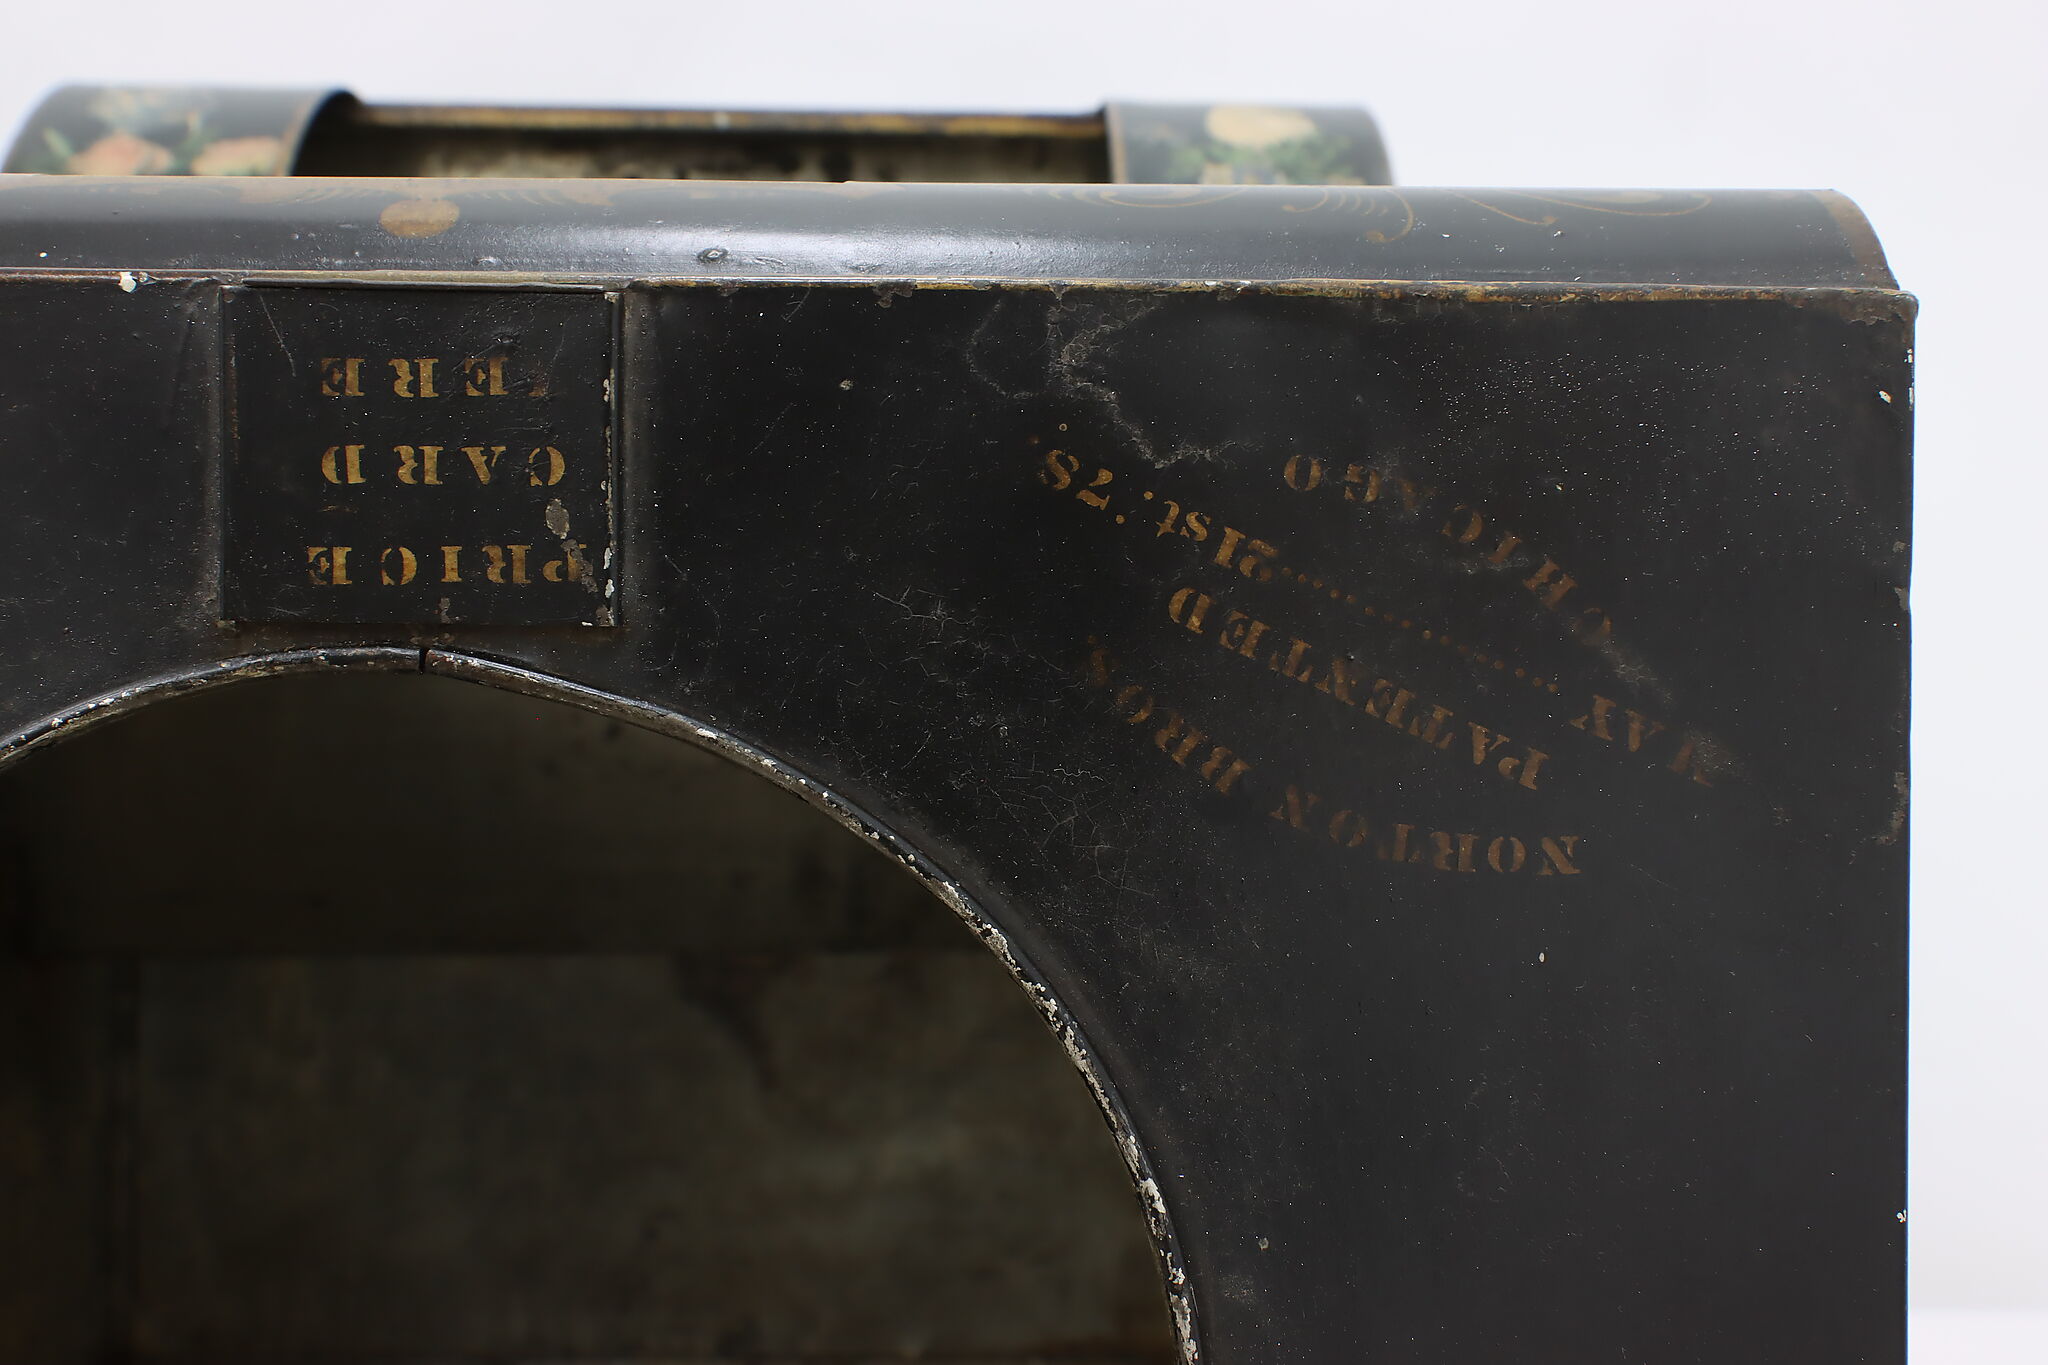 PRICE
CARD
HERE
NORTON BROS
PATENTED
MAY ............ 21st. '78.
CHICAGO